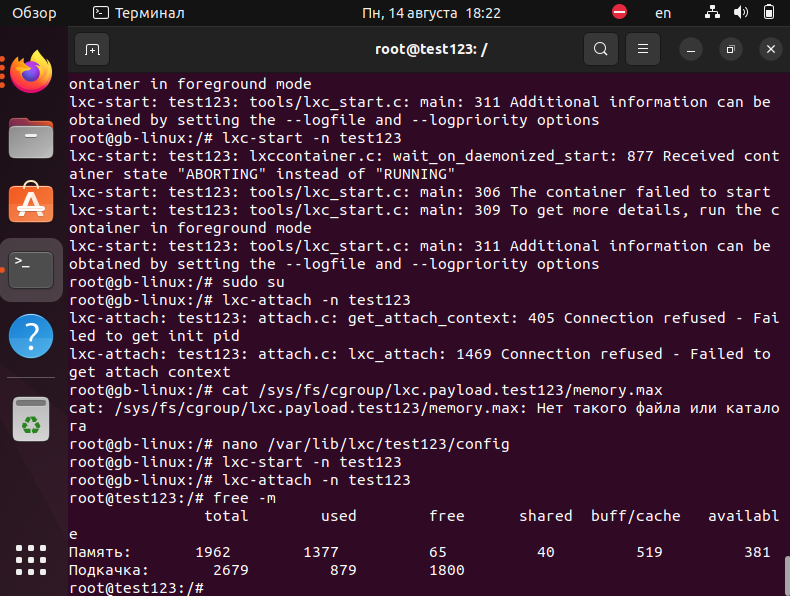 Обзор Терминал Пн, 14 августа 18:22 en
root@test123: /
ontainer in foreground mode
lxc-start: test123: tools/lxc_start.c: main: 311 Additional information can be
obtained by setting the --logfile and --logpriority options
root@gb-linux:/# lxc-start -n test123
lxc-start: test123: lxccontainer.c: wait_on_daemonized_start: 877 Received cont
ainer state "ABORTING" instead of "RUNNING"
lxc-start: test123: tools/lxc_start.c: main: 306 The container failed to start
lxc-start: test123: tools/lxc_start.c: main: 309 To get more details, run the c
ontainer in foreground mode
lxc-start: test123: tools/lxc_start.c: main: 311 Additional information can be
obtained by setting the --logfile and --logpriority options
root@gb-linux:/# sudo su
root@gb-linux:/# lxc-attach -n test123
lxc-attach: test123: attach.c: get_attach_context: 405 Connection refused - Fai
led to get init pid
lxc-attach: test123: attach.c: lxc_attach: 1469 Connection refused - Failed to
get attach context
root@gb-linux:/# cat /sys/fs/cgroup/lxc.payload.test123/memory.max
cat: /sys/fs/cgroup/lxc.payload.test123/memory.max: Нет такого файла или катало
га
root@gb-linux:/# nano /var/lib/lxc/test123/config
root@gb-linux:/# lxc-start -n test123
root@gb-linux:/# lxc-attach -n test123
root@test123:/# free -m
total used free shared buff/cache availabl
e
Память: 1962 1377 65 40 519 381
Подкачка: 2679 879 1800
root@test123:/#